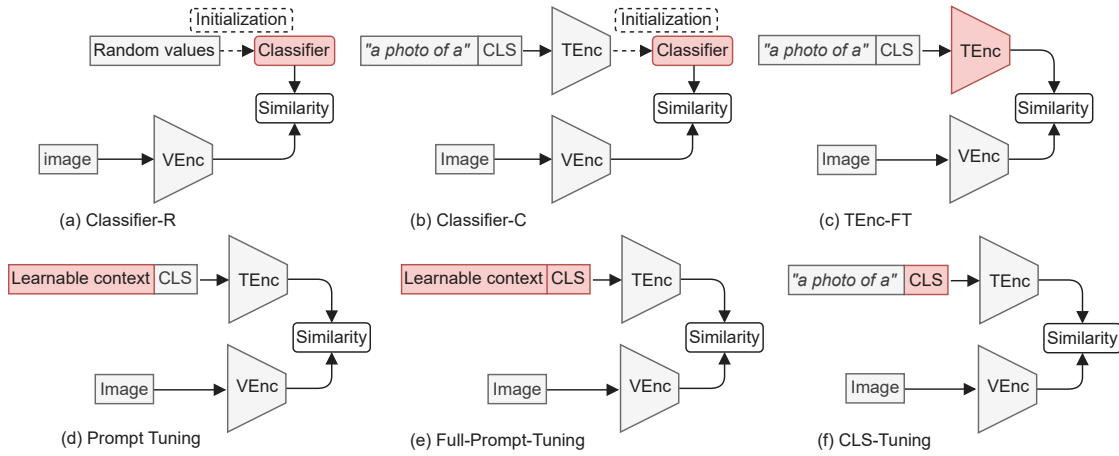 Initialization
Random values
Classifier
Similarity
image
VEnc
(a) Classifier-R
Initialization
"a photo of a" CLS
TEnc
Classifier
Similarity
Image
VEnc
(b) Classifier-C
"a photo of a" CLS
TEnc
Similarity
Image
VEnc
(c) TEnc-FT
Learnable context CLS
TEnc
Similarity
Image
VEnc
(d) Prompt Tuning
Learnable context CLS
TEnc
Similarity
Image
VEnc
(e) Full-Prompt-Tuning
"a photo of a" CLS
TEnc
Similarity
Image
VEnc
(f) CLS-Tuning